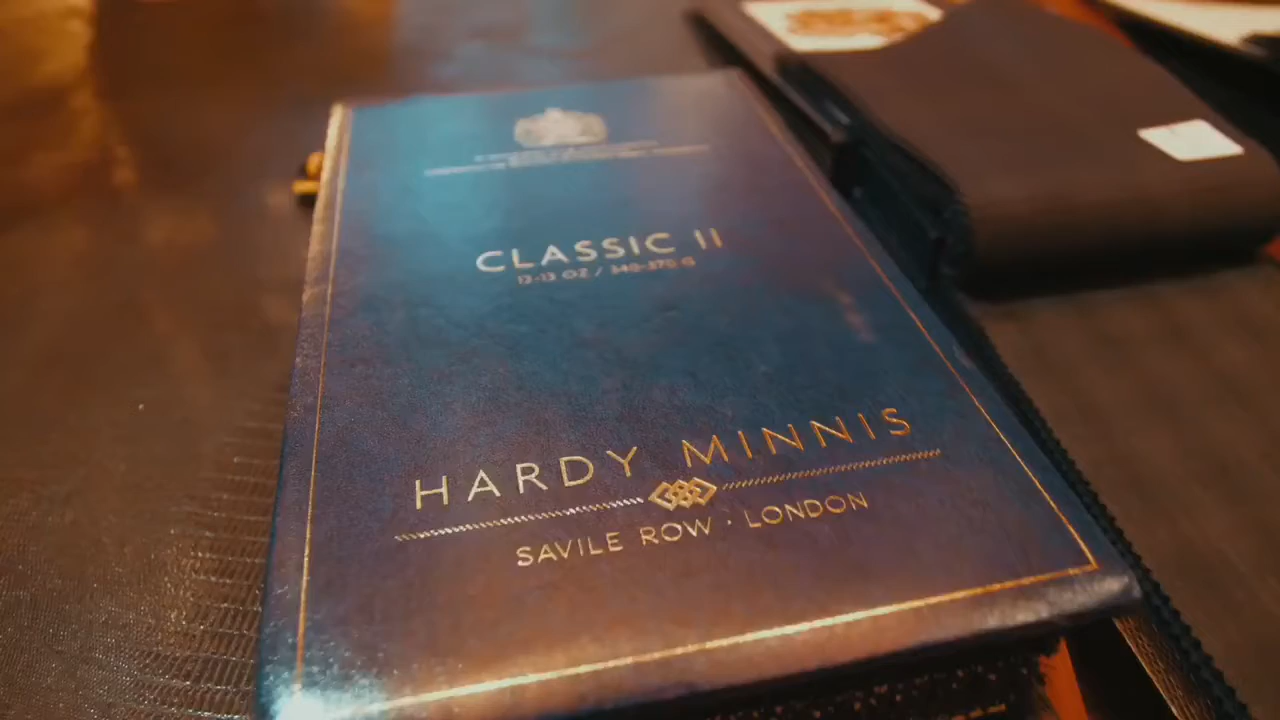 CLASSIC II
12-13 OZ / 340-370 G
HARDY MINNIS
SAVILE ROW · LONDON